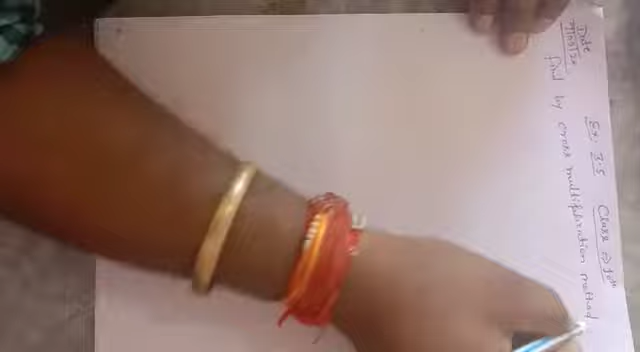 Date
Ex: 3.5 Class → 10th
find by cross multiplication method